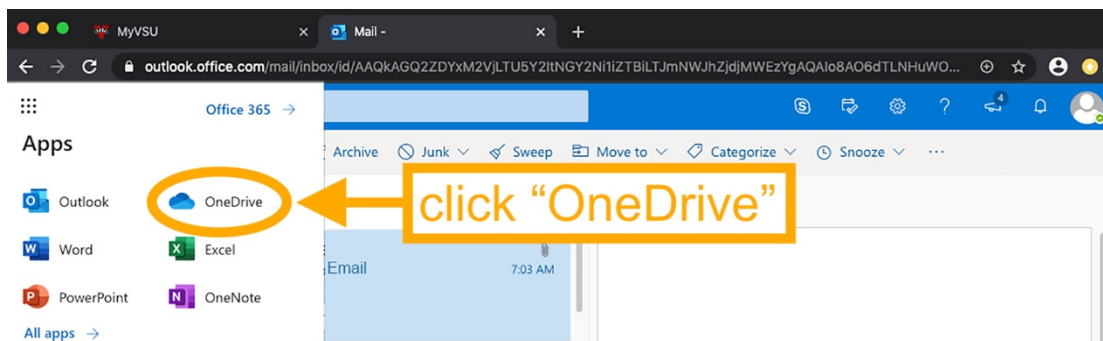 MyVSU
Mail -
outlook.office.com/mail/inbox/id/AAQkAGQ2ZDYxM2VjLTU5Y2ItNGY2Ni1iZTBiLTJmNWJhZjdjMWEzYgAQAIo8AO6dTLNHuWO...
Office 365 →
4
Apps
Archive Junk Sweep Move to Categorize Snooze ...
Outlook OneDrive
click “OneDrive”
Word Excel
Email 7:03 AM
PowerPoint OneNote
All apps →